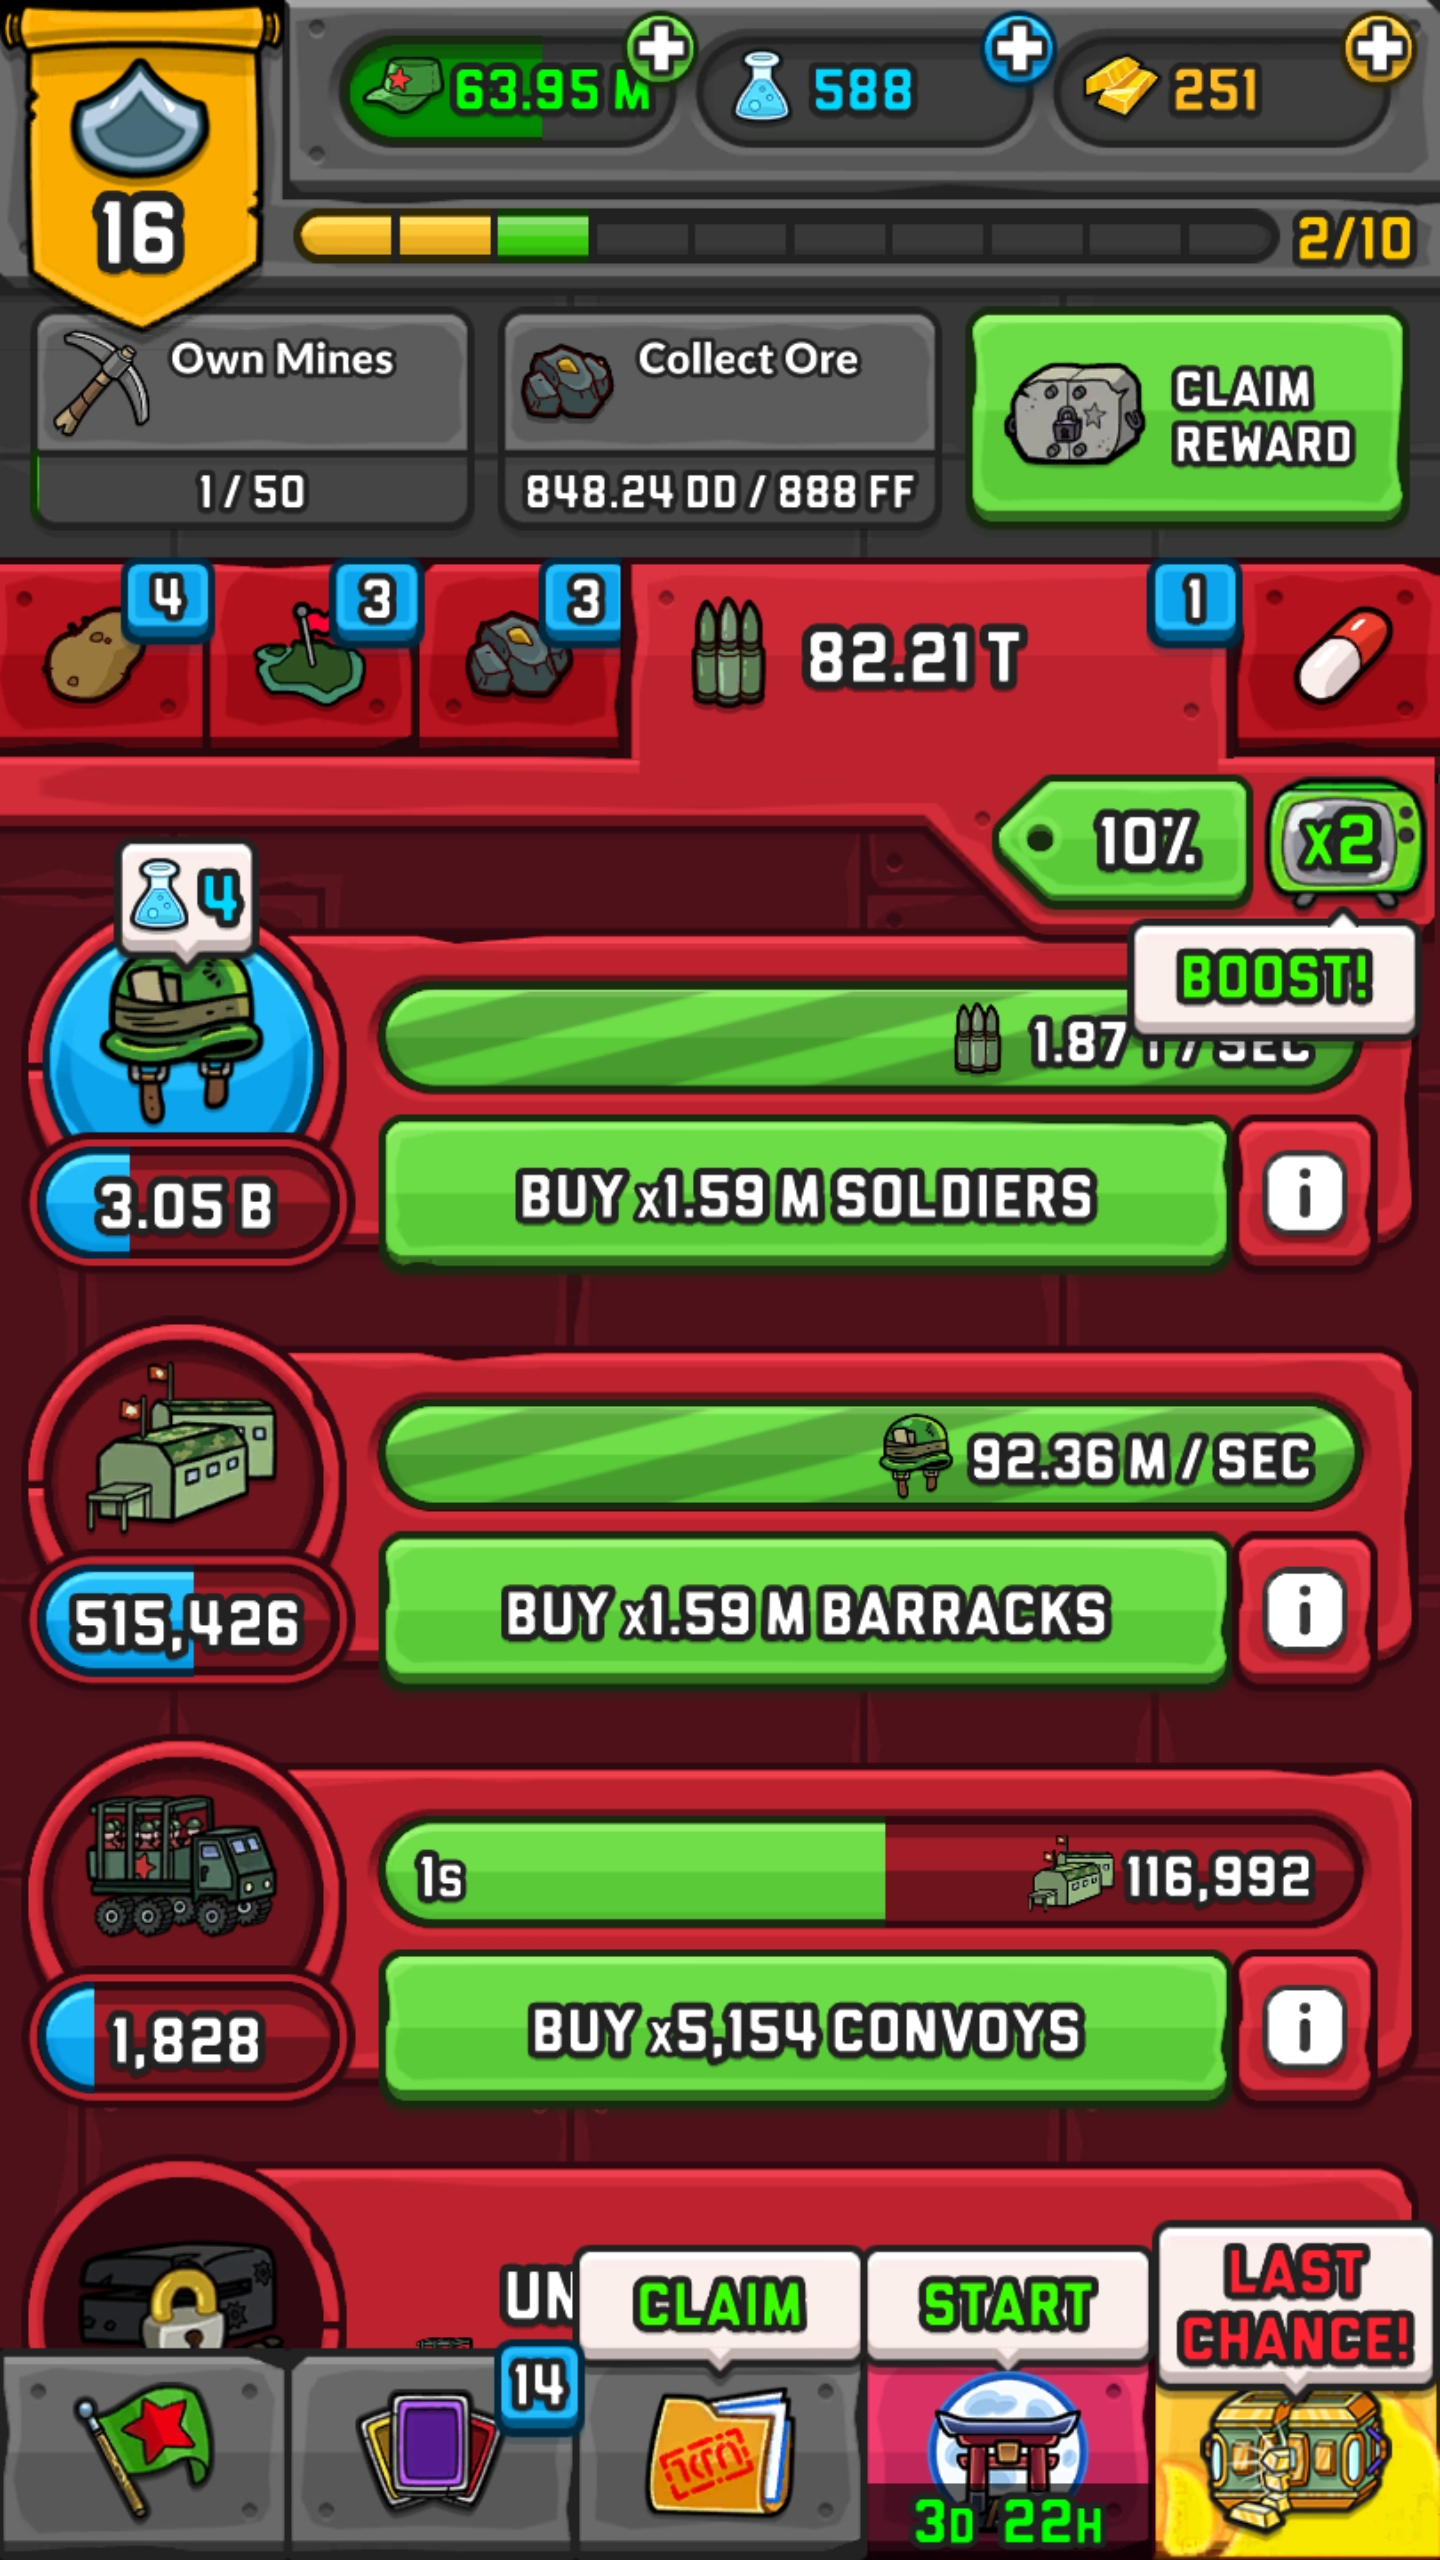 63.95 M
588
251
16
2/10
Own Mines
1 / 50
Collect Ore
848.24 DD / 888 FF
CLAIM
REWARD
4
3
3
82.21 T
1
10%
x2
BOOST!
4
1.87 T / SEC
3.05 B
BUY x1.59 M SOLDIERS
i
92.36 M / SEC
515,426
BUY x1.59 M BARRACKS
i
1s
116,992
1,828
BUY x5,154 CONVOYS
i
UN
CLAIM
START
LAST
CHANCE!
14
3D 22H